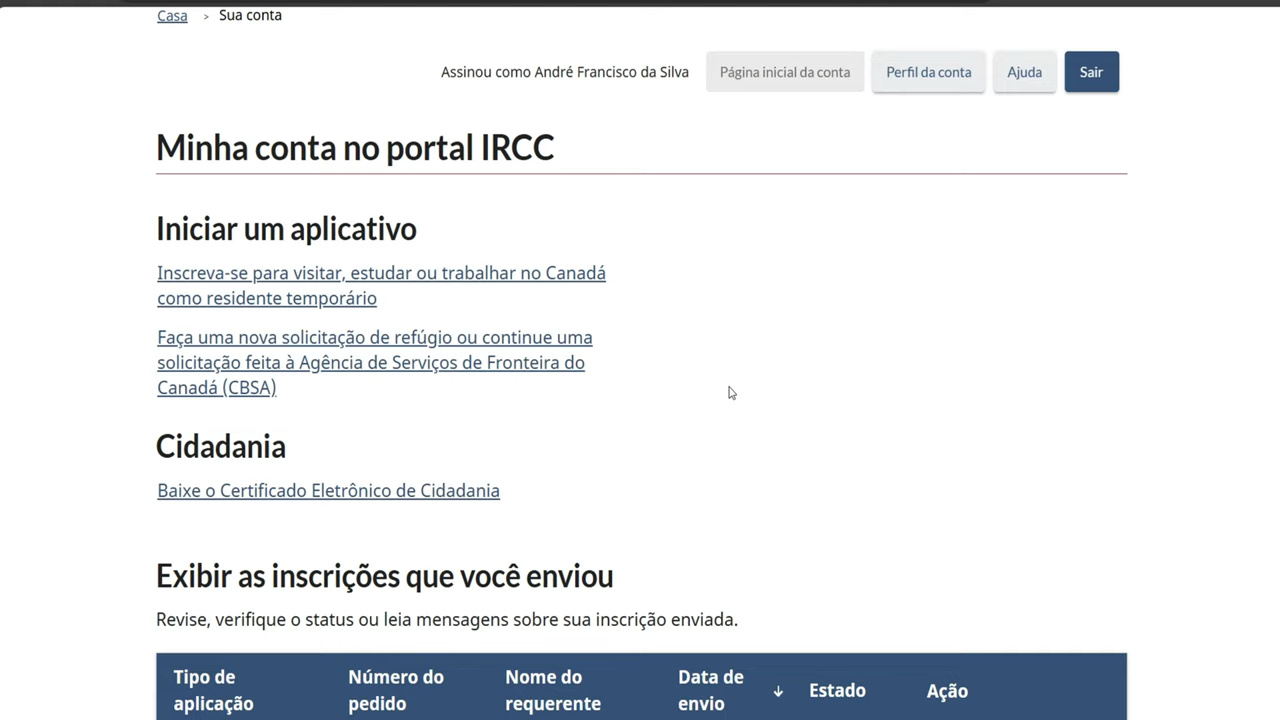 Casa > Sua conta
Assinou como André Francisco da Silva Página inicial da conta Perfil da conta Ajuda Sair
Minha conta no portal IRCC
Iniciar um aplicativo
Inscreva-se para visitar, estudar ou trabalhar no Canadá
como residente temporário
Faça uma nova solicitação de refúgio ou continue uma
solicitação feita à Agência de Serviços de Fronteira do
Canadá (CBSA)
Cidadania
Baixe o Certificado Eletrônico de Cidadania
Exibir as inscrições que você enviou
Revise, verifique o status ou leia mensagens sobre sua inscrição enviada.
Tipo de aplicação
Número do pedido
Nome do requerente
Data de envio ↓
Estado
Ação